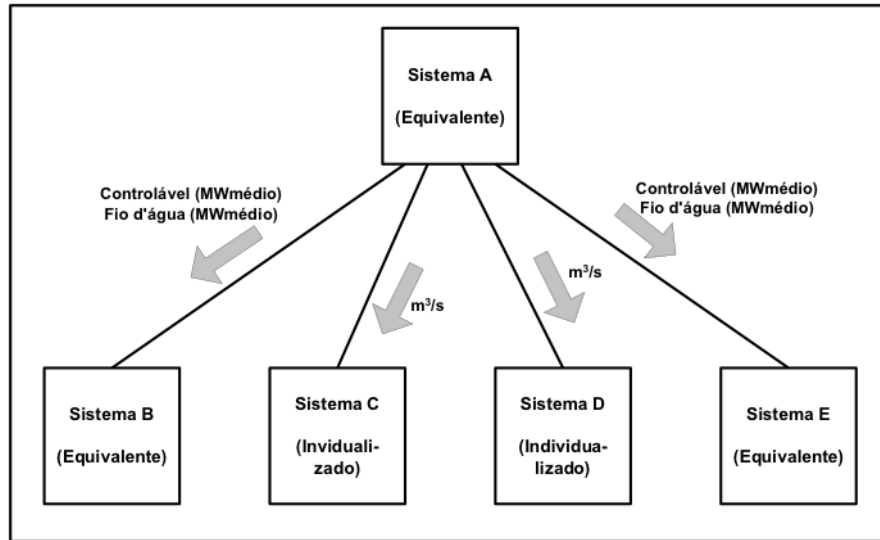 Sistema A
(Equivalente)
Controlável (MWmédio)
Fio d'água (MWmédio)
Controlável (MWmédio)
Fio d'água (MWmédio)
m³/s
m³/s
Sistema B
(Equivalente)
Sistema C
(Inviduali-
zado)
Sistema D
(Individua-
lizado)
Sistema E
(Equivalente)